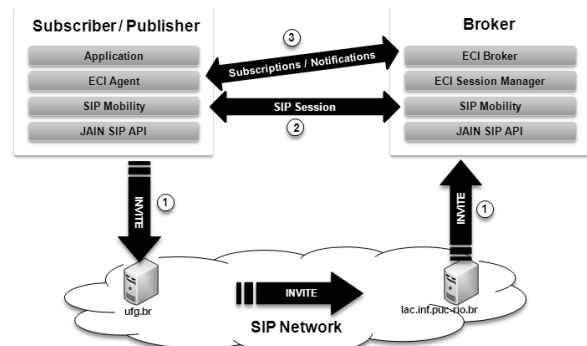 Subscriber / Publisher
Broker
Application
ECI Agent
SIP Mobility
JAIN SIP API
3
Subscriptions / Notifications
SIP Session
2
ECI Broker
ECI Session Manager
SIP Mobility
JAIN SIP API
INVITE
1
INVITE
1
ufg.br
INVITE
lac.inf.puc-rio.br
SIP Network